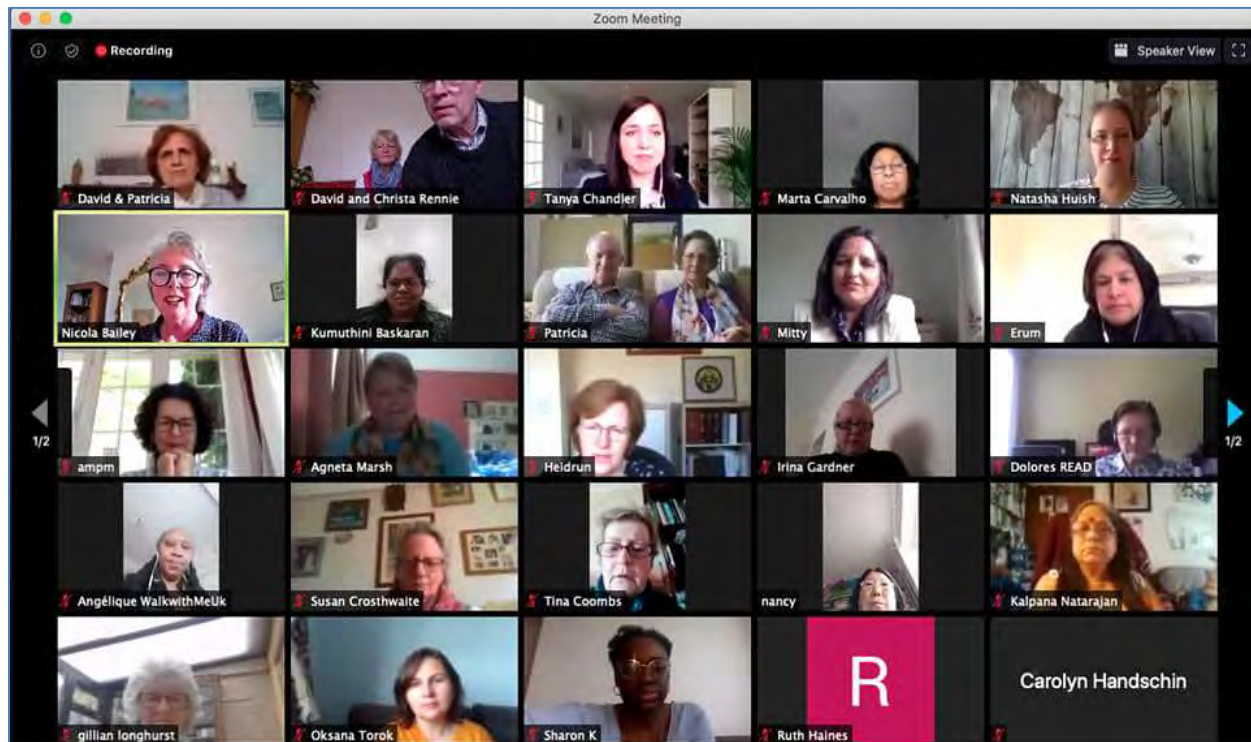 Zoom Meeting
Recording
Speaker View
David & Patricia
David and Christa Rennie
Tanya Chandler
Marta Carvalho
Natasha Huish
Nicola Bailey
Kumuthini Baskaran
Patricia
Mitty
Erum
1/2
ampm
Agneta Marsh
Heidrun
Irina Gardner
Dolores READ
1/2
Angélique WalkwithMeUk
Susan Crosthwaite
Tina Coombs
nancy
Kalpana Natarajan
R
Carolyn Handschin
gillian longhurst
Oksana Torok
Sharon K
Ruth Haines